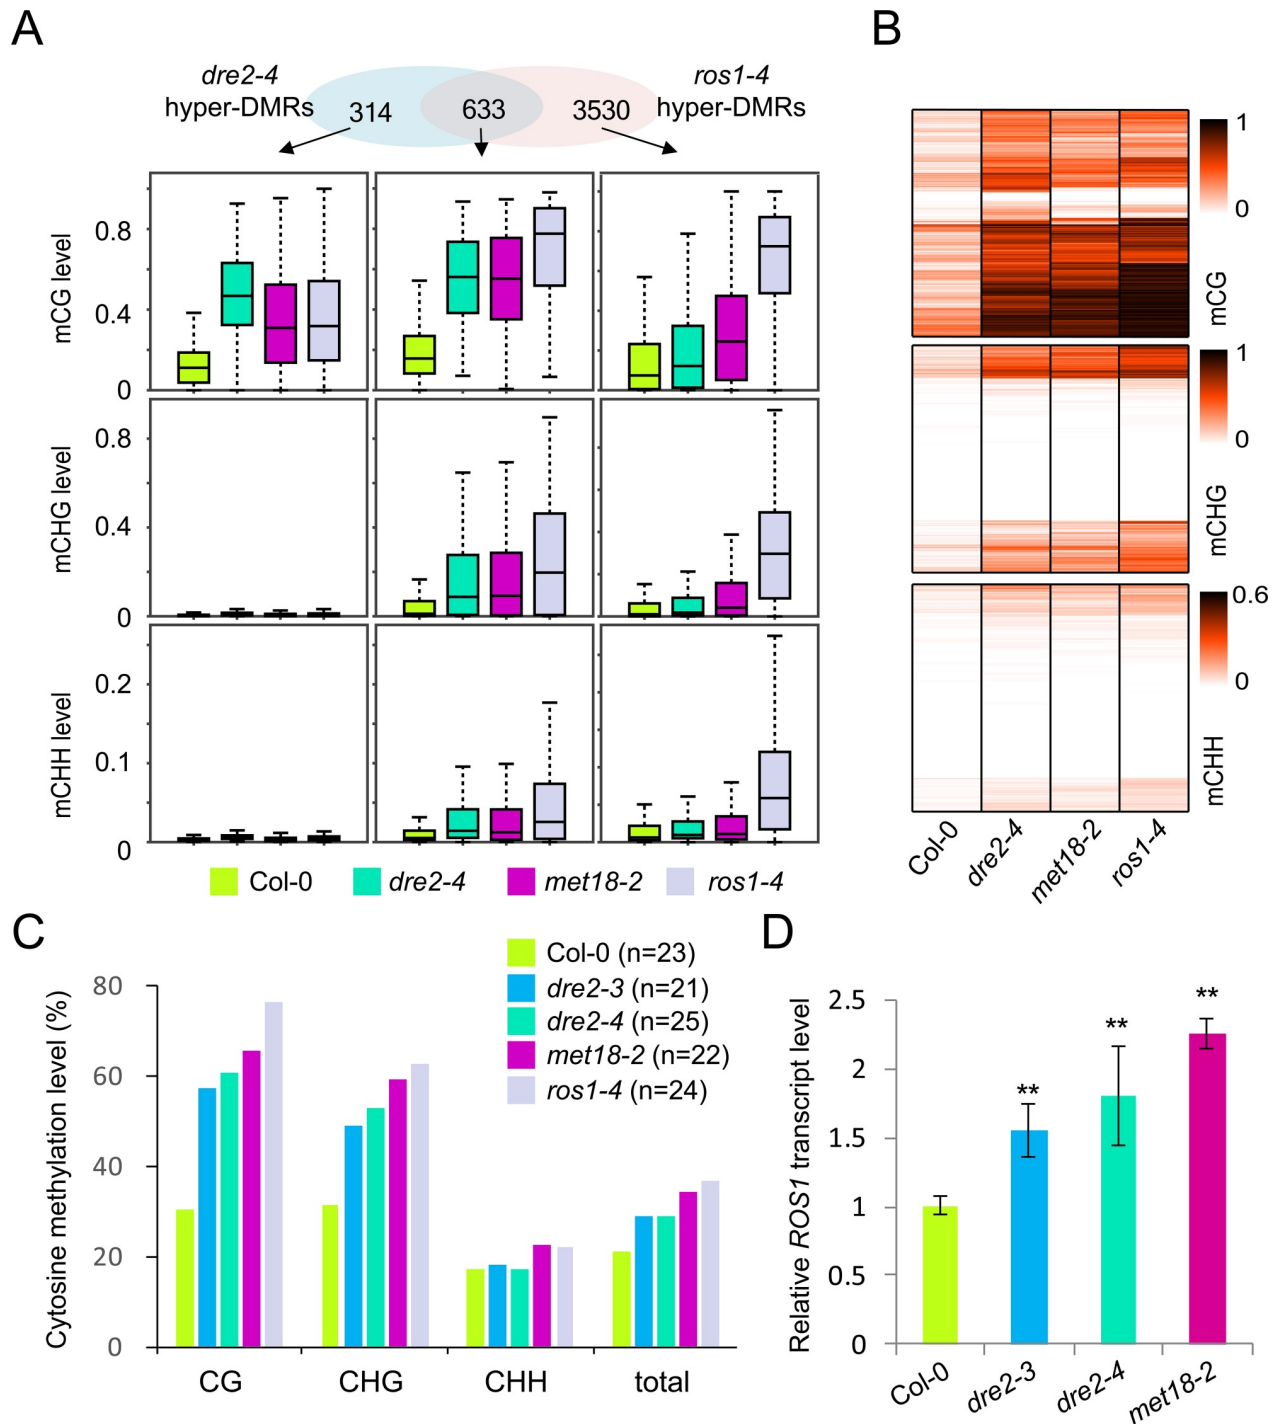 A
dre2-4
hyper-DMRs
314
633
3530
ros1-4
hyper-DMRs
mCG level
0.8
0.4
0
mCHG level
0.8
0.4
0
mCHH level
0.2
0.1
0
Col-0
dre2-4
met18-2
ros1-4
B
1
0
mCG
1
0
mCHG
0.6
0
mCHH
Col-0
dre2-4
met18-2
ros1-4
C
Cytosine methylation level (%)
80
60
40
20
0
CG
CHG
CHH
total
Col-0 (n=23)
dre2-3 (n=21)
dre2-4 (n=25)
met18-2 (n=22)
ros1-4 (n=24)
D
Relative ROS1 transcript level
2.5
2
1.5
1
0.5
0
**
**
**
Col-0
dre2-3
dre2-4
met18-2